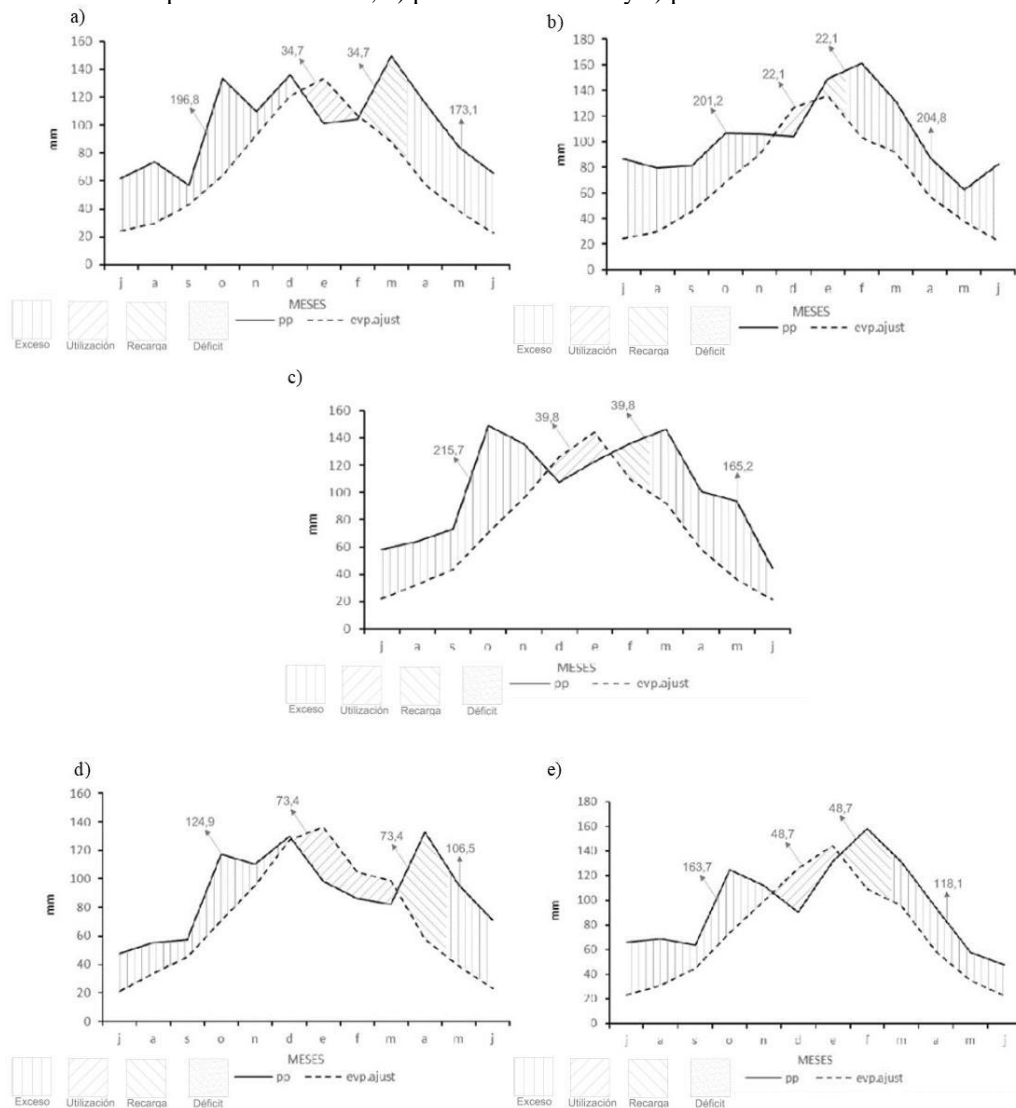 a)
160
140
120
100
80
60
40
20
0
mm
196,8
34,7
34,7
173,1
j a s o n d e f m a m j
MESES
Exceso Utilización Recarga Déficit pp evp.ajust
b)
180
160
140
120
100
80
60
40
20
0
mm
201,2
22,1
22,1
204,8
j a s o n d e f m a m j
MESES
Exceso Utilización Recarga Déficit pp evp.ajust
c)
160
140
120
100
80
60
40
20
0
mm
215,7
39,8
39,8
165,2
j a s o n d e f m a m j
MESES
Exceso Utilización Recarga Déficit pp evp.ajust
d)
160
140
120
100
80
60
40
20
0
mm
124,9
73,4
73,4
106,5
j a s o n d e f m a m j
MESES
Exceso Utilización Recarga Déficit pp evp.ajust
e)
180
160
140
120
100
80
60
40
20
0
mm
163,7
48,7
48,7
118,1
j a s o n d e f m a m j
MESES
Exceso Utilización Recarga Déficit pp evp.ajust